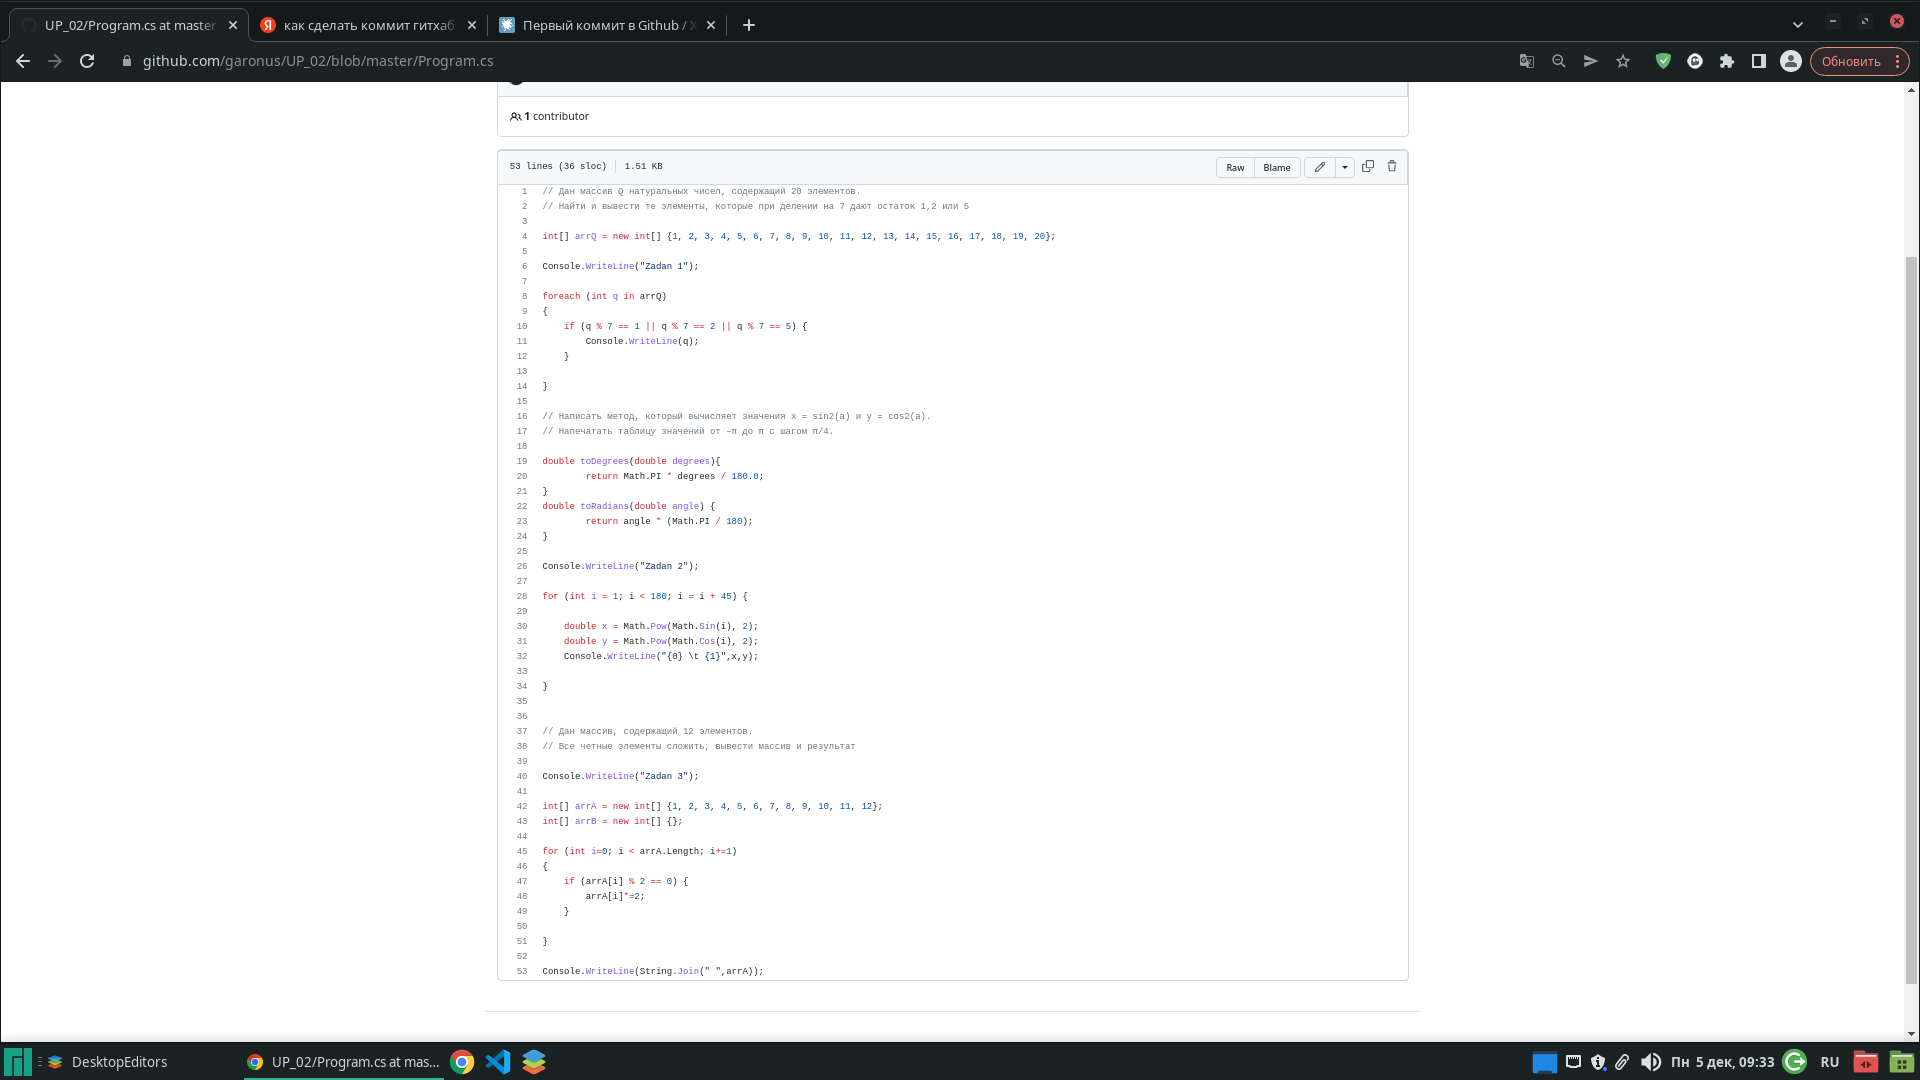 UP_02/Program.cs at master
как сделать коммит гитхаб
Первый коммит в Github / Х
github.com/garonus/UP_02/blob/master/Program.cs
Обновить
1 contributor
53 lines (36 sloc) 1.51 KB
Raw Blame
1 // Дан массив Q натуральных чисел, содержащий 20 элементов.
2 // Найти и вывести те элементы, которые при делении на 7 дают остаток 1,2 или 5
3
4 int[] arrQ = new int[] {1, 2, 3, 4, 5, 6, 7, 8, 9, 10, 11, 12, 13, 14, 15, 16, 17, 18, 19, 20};
5
6 Console.WriteLine("Zadan 1");
7
8 foreach (int q in arrQ)
9 {
10 if (q % 7 == 1 || q % 7 == 2 || q % 7 == 5) {
11 Console.WriteLine(q);
12 }
13
14 }
15
16 // Написать метод, который вычисляет значения x = sin2(a) и y = cos2(a).
17 // Напечатать таблицу значений от –π до π с шагом π/4.
18
19 double toDegrees(double degrees){
20 return Math.PI * degrees / 180.0;
21 }
22 double toRadians(double angle) {
23 return angle * (Math.PI / 180);
24 }
25
26 Console.WriteLine("Zadan 2");
27
28 for (int i = 1; i < 180; i = i + 45) {
29
30 double x = Math.Pow(Math.Sin(i), 2);
31 double y = Math.Pow(Math.Cos(i), 2);
32 Console.WriteLine("{0} \t {1}",x,y);
33
34 }
35
36
37 // Дан массив, содержащий 12 элементов.
38 // Все четные элементы сложить, вывести массив и результат
39
40 Console.WriteLine("Zadan 3");
41
42 int[] arrA = new int[] {1, 2, 3, 4, 5, 6, 7, 8, 9, 10, 11, 12};
43 int[] arrB = new int[] {};
44
45 for (int i=0; i < arrA.Length; i+=1)
46 {
47 if (arrA[i] % 2 == 0) {
48 arrA[i]*=2;
49 }
50
51 }
52
53 Console.WriteLine(String.Join(" ",arrA));
DesktopEditors
UP_02/Program.cs at mas...
Пн 5 дек, 09:33
RU